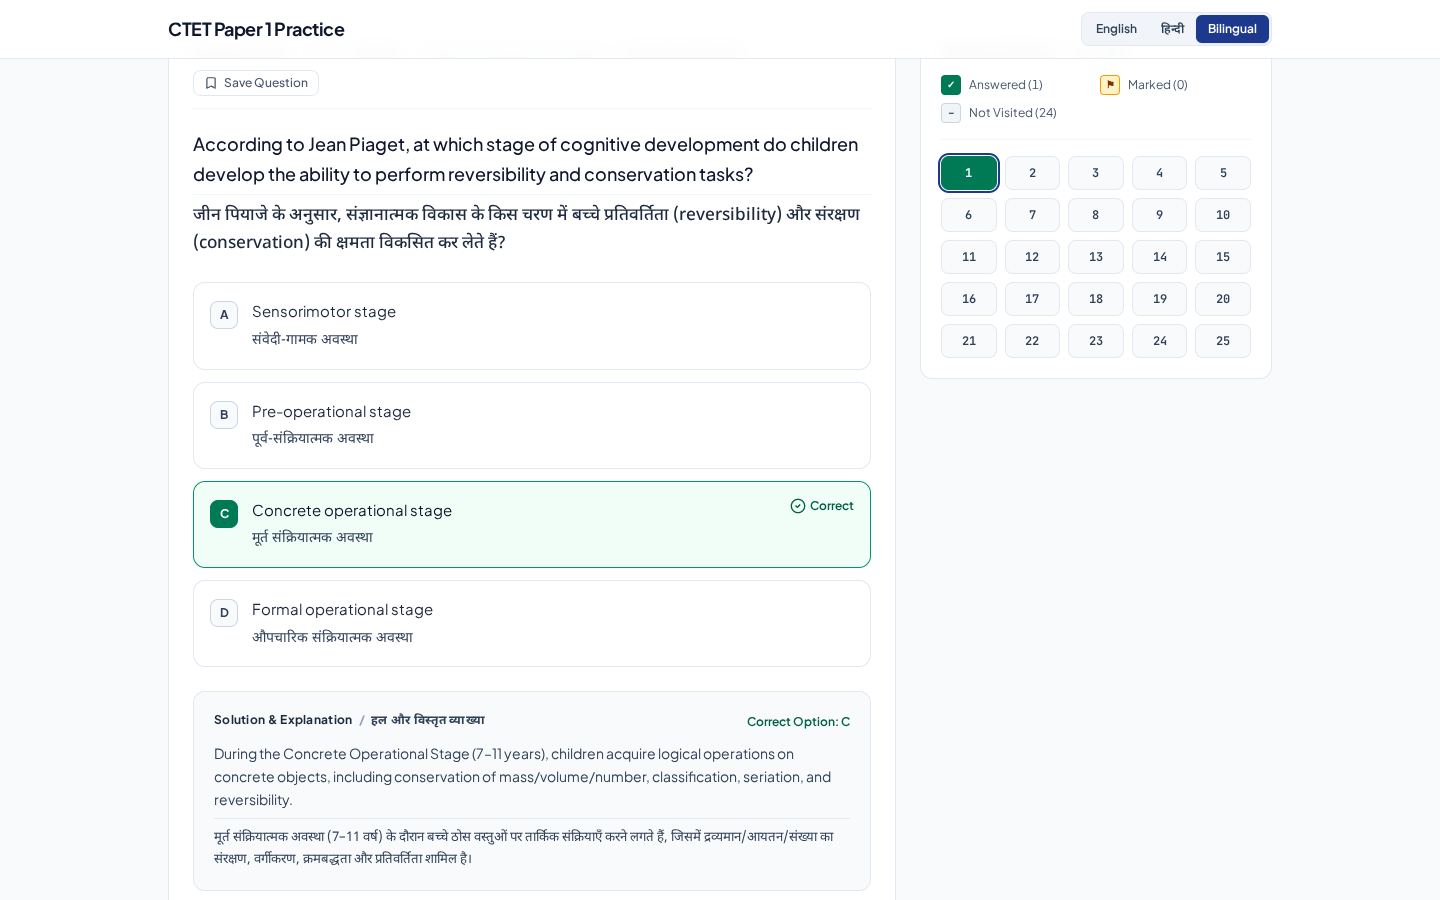 CTET Paper 1 Practice
English
हिन्दी
Bilingual
Save Question
According to Jean Piaget, at which stage of cognitive development do children
develop the ability to perform reversibility and conservation tasks?
जीन पियाजे के अनुसार, संज्ञानात्मक विकास के किस चरण में बच्चे प्रतिवर्तिता (reversibility) और संरक्षण
(conservation) की क्षमता विकसित कर लेते हैं?
A
Sensorimotor stage
संवेदी-गामक अवस्था
B
Pre-operational stage
पूर्व-संक्रियात्मक अवस्था
C
Concrete operational stage
मूर्त संक्रियात्मक अवस्था
Correct
D
Formal operational stage
औपचारिक संक्रियात्मक अवस्था
Solution & Explanation / हल और विस्तृत व्याख्या
Correct Option: C
During the Concrete Operational Stage (7–11 years), children acquire logical operations on
concrete objects, including conservation of mass/volume/number, classification, seriation, and
reversibility.
मूर्त संक्रियात्मक अवस्था (7–11 वर्ष) के दौरान बच्चे ठोस वस्तुओं पर तार्किक संक्रियाएँ करने लगते हैं, जिसमें द्रव्यमान/आयतन/संख्या का
संरक्षण, वर्गीकरण, क्रमबद्धता और प्रतिवर्तिता शामिल है।
Answered (1)
Marked (0)
Not Visited (24)
1 2 3 4 5
6 7 8 9 10
11 12 13 14 15
16 17 18 19 20
21 22 23 24 25